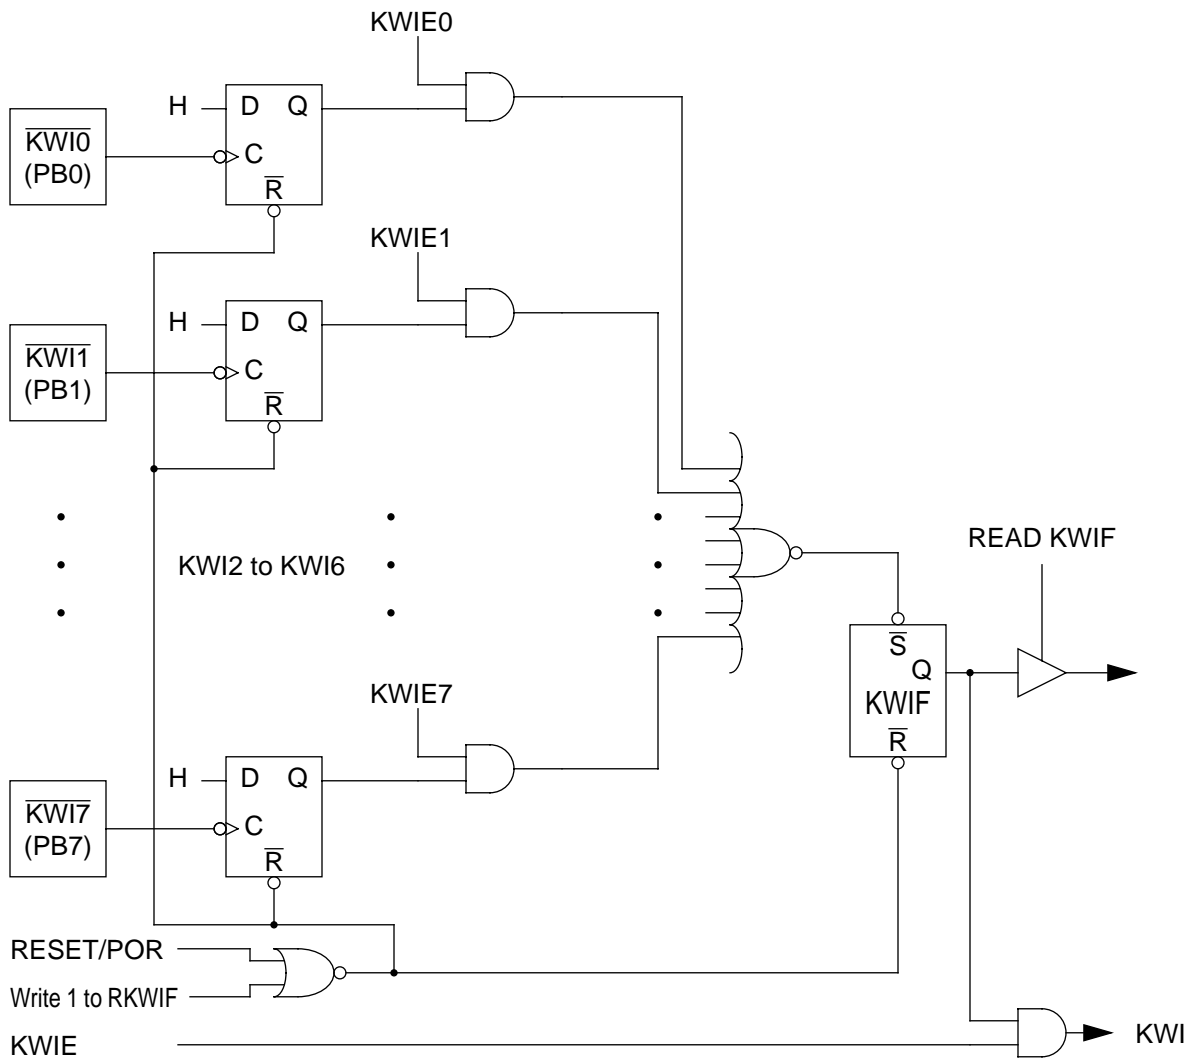 KWIE0
H D Q
KWI0
(PB0)
C
R
KWIE1
H D Q
KWI1
(PB1)
C
R
KWI2 to KWI6
READ KWIF
S
Q
KWIF
R
KWIE7
H D Q
KWI7
(PB7)
C
R
RESET/POR
Write 1 to RKWIF
KWIE
KWI